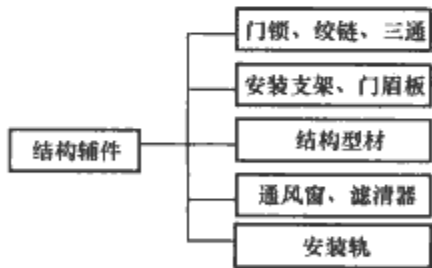 门锁、绞链、三通
安装支架、门眉板
结构辅件
结构型材
通风窗、滤清器
安装轨